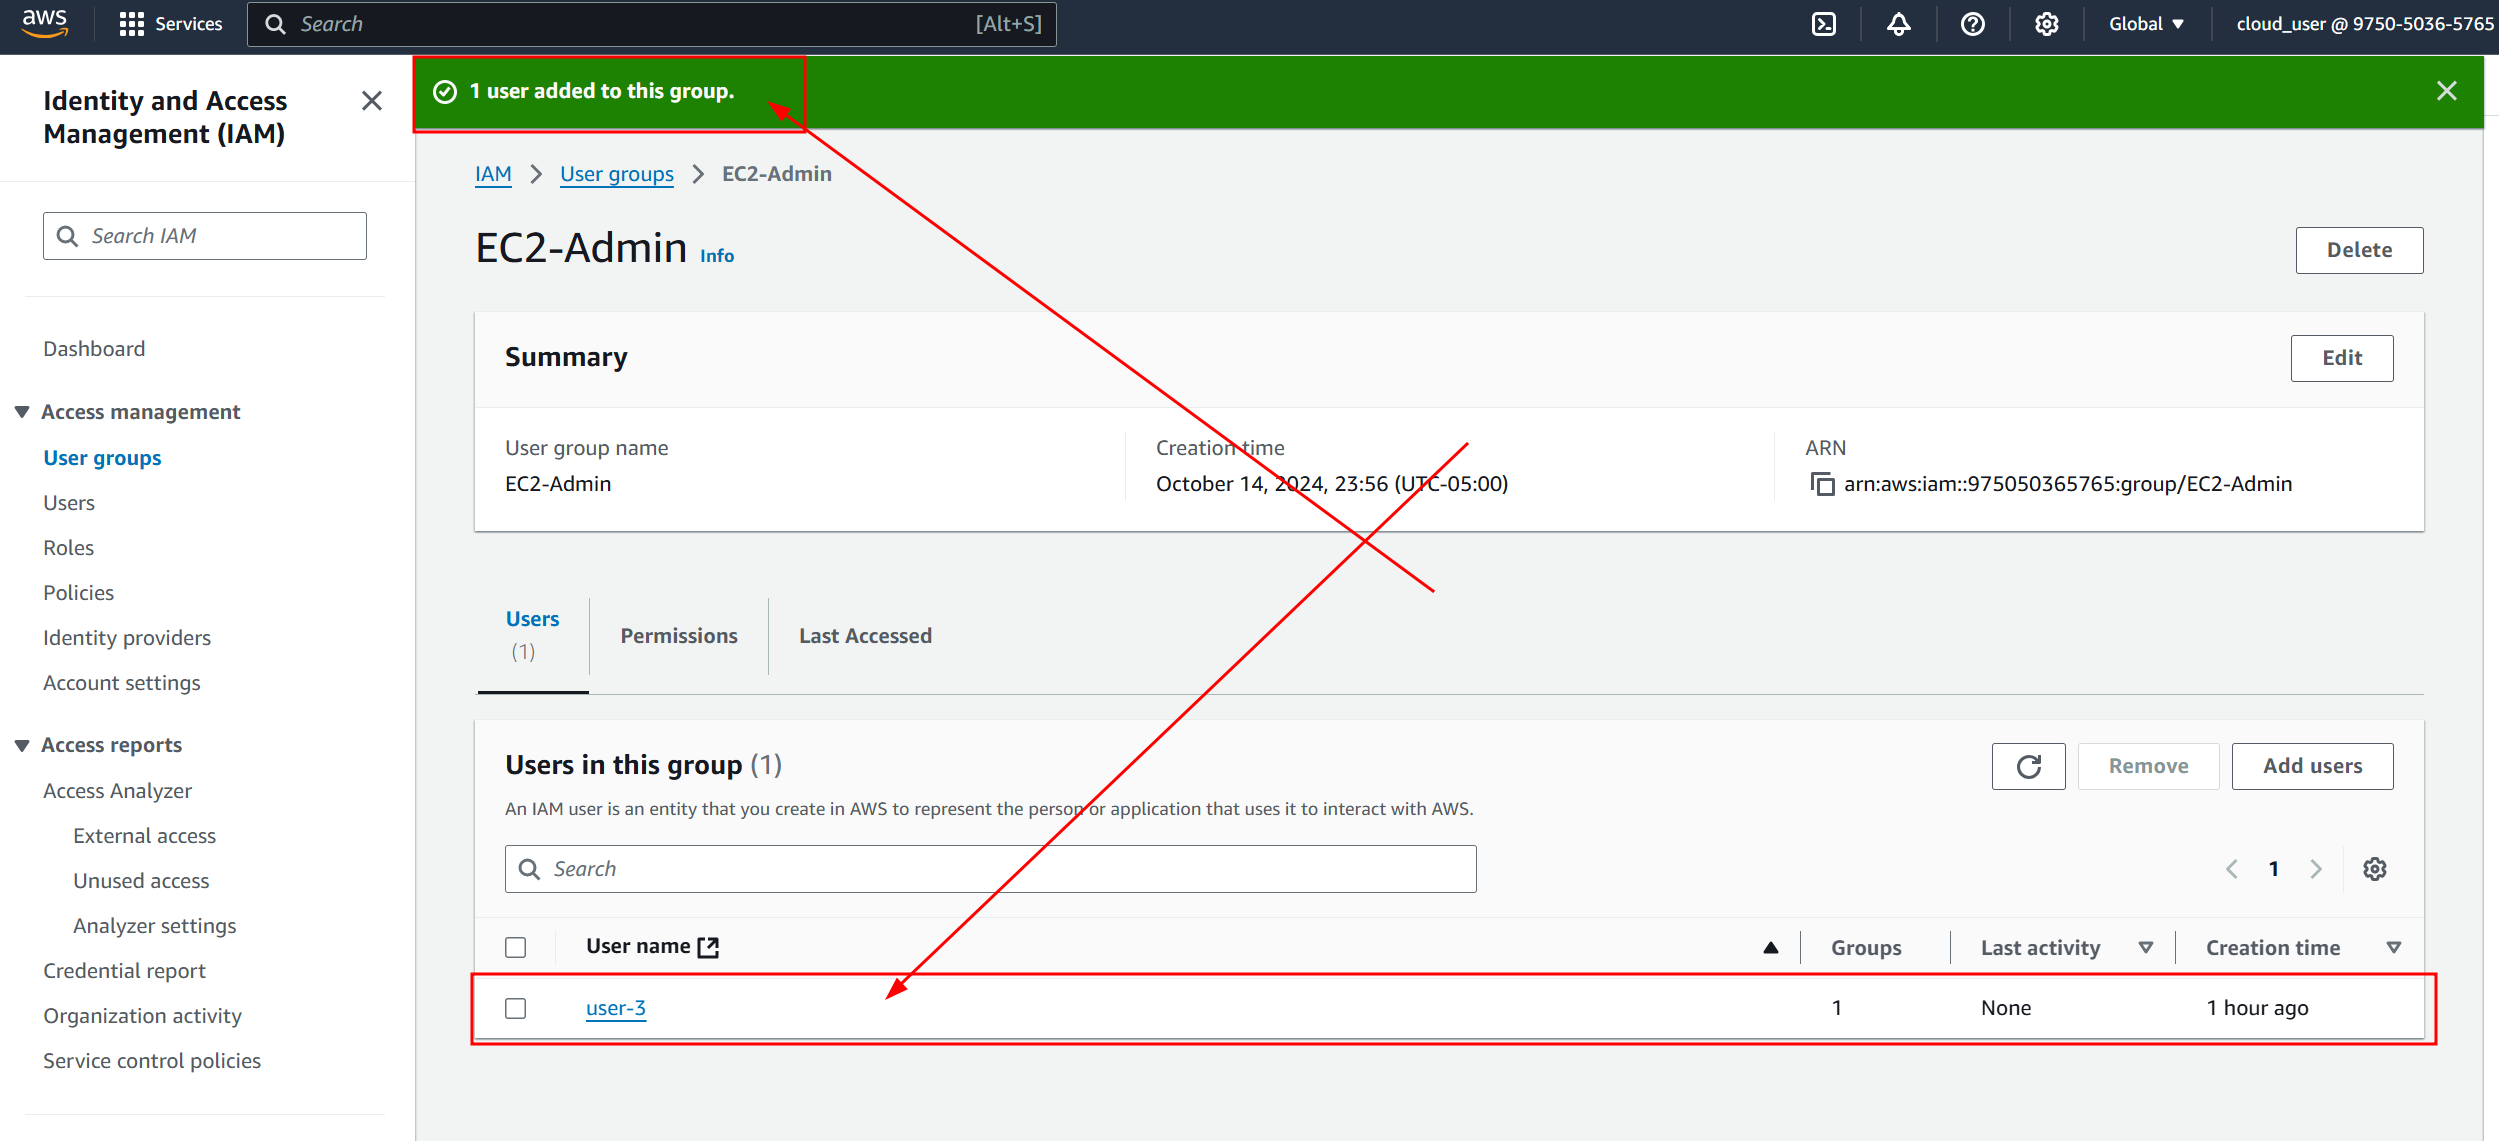 aws
Services
Search
[Alt+S]
Global
cloud_user @ 9750-5036-5765
Identity and Access
Management (IAM)
Search IAM
Dashboard
Access management
User groups
Users
Roles
Policies
Identity providers
Account settings
Access reports
Access Analyzer
External access
Unused access
Analyzer settings
Credential report
Organization activity
Service control policies
1 user added to this group.
IAM > User groups > EC2-Admin
EC2-Admin Info
Delete
Summary
Edit
User group name
EC2-Admin
Creation time
October 14, 2024, 23:56 (UTC-05:00)
ARN
arn:aws:iam::975050365765:group/EC2-Admin
Users
(1)
Permissions
Last Accessed
Users in this group (1)
Remove
Add users
An IAM user is an entity that you create in AWS to represent the person or application that uses it to interact with AWS.
Search
1
User name
Groups
Last activity
Creation time
user-3
1
None
1 hour ago